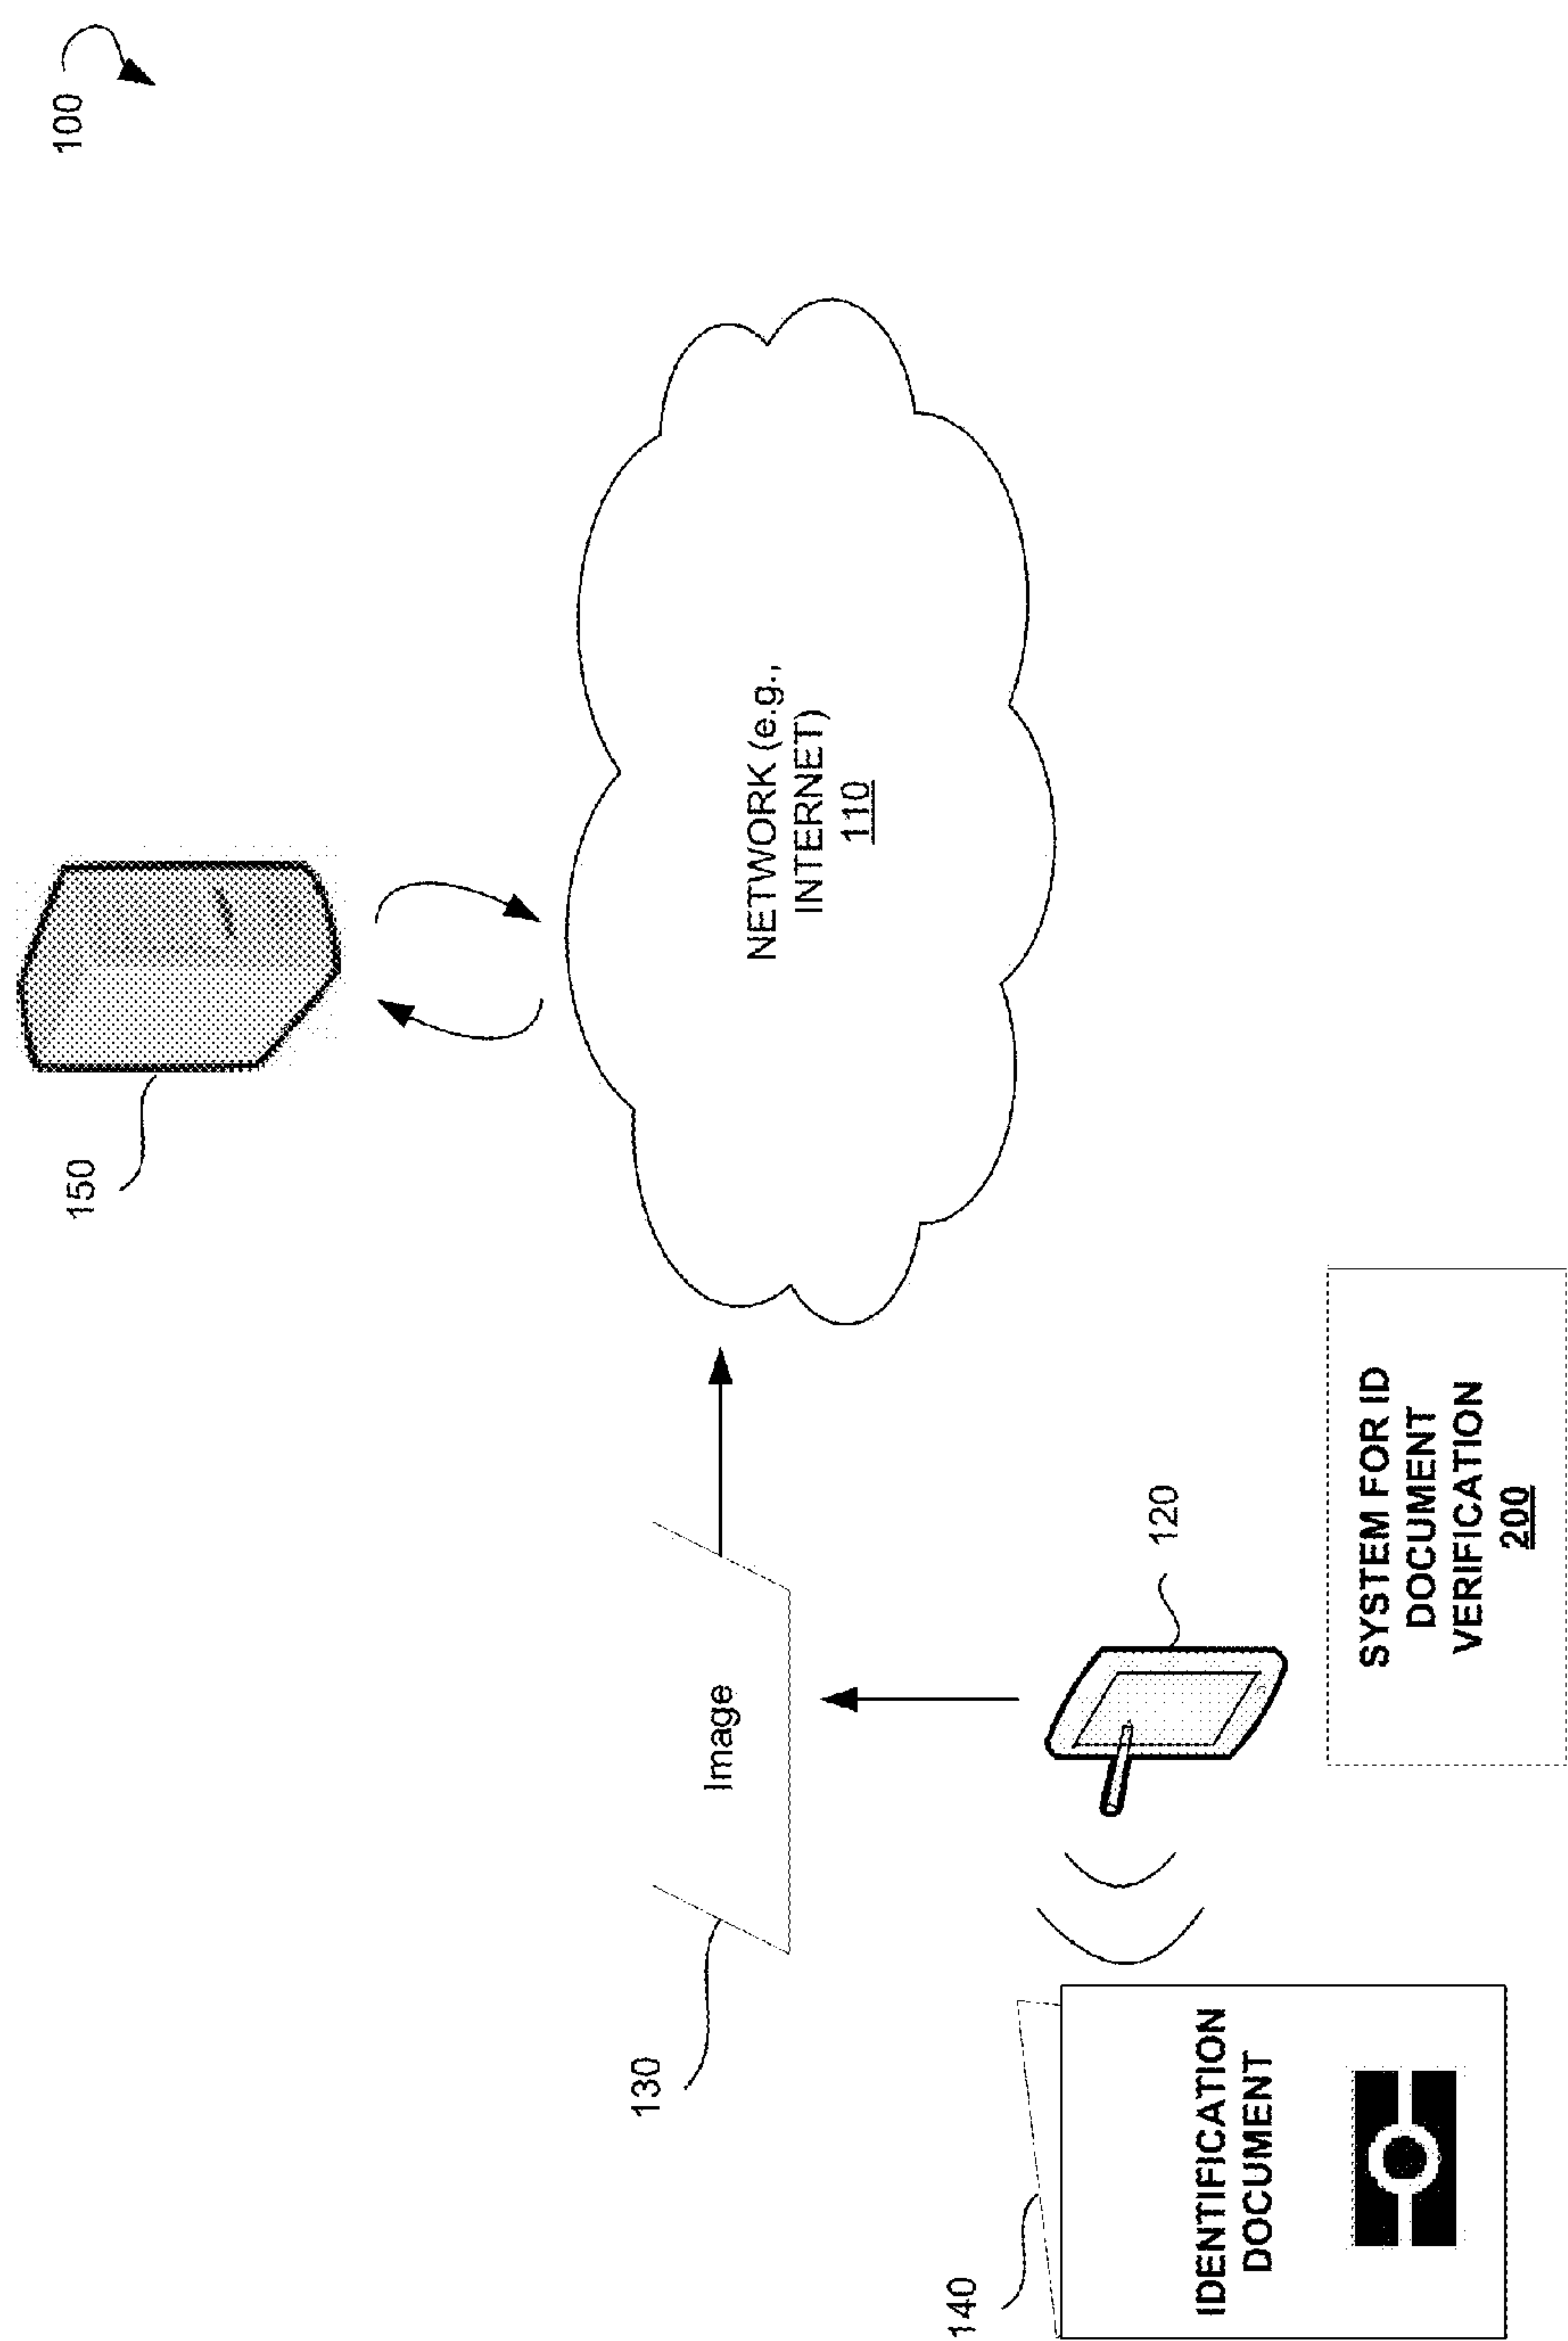 100
150
NETWORK (e.g.,
INTERNET)
110
130
Image
120
140
IDENTIFICATION
DOCUMENT
SYSTEM FOR ID
DOCUMENT
VERIFICATION
200